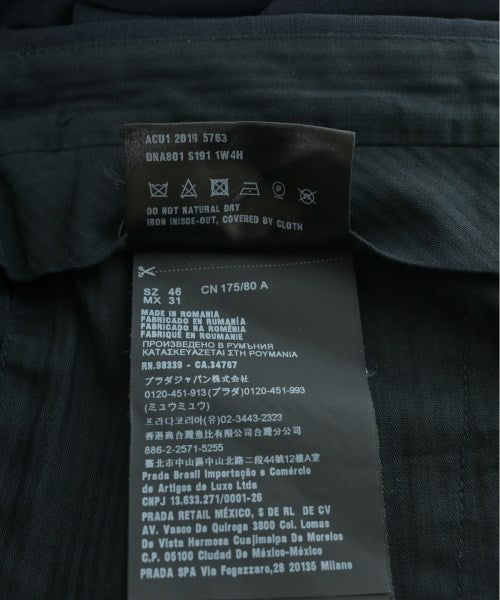 ACU1 2019 5763
DNA801 S191 1W4H
DO NOT NATURAL DRY
IRON INISDE-OUT, COVERED BY CLOTH
SZ 46 CN 175/80 A
MX 31
MADE IN ROMANIA
FABRICADO EN RUMANÍA
FABRICADO NA ROMÊNIA
FABRIQUÉ EN ROUMANIE
ПРОИЗВЕДЕНО В РУМЪНИЯ
ΚΑΤΑΣΚΕΥΑΖΕΤΑΙ ΣΤΗ ΡΟΥΜΑΝΙΑ
RN.98339 - CA.34767
プラダジャパン株式会社
0120-451-913 (プラダ) 0120-451-993
(ミュウミュウ)
프라다코리아(유)02-3443-2323
香港商台灣普比有限公司台灣分公司
886-2-2571-5255
臺北市中山區中山北路二段44號12樓A室
Prada Brasil Importação e Comércio
de Artigos de Luxo Ltda
CNPJ 13.633.271/0001-26
PRADA RETAIL MÉXICO, S DE RL DE CV
AV. Vasco De Quiroga 3800 Col. Lomas
De Vista Hermosa Cuajimalpa De Morelos
C.P. 05100 Ciudad De México-México
PRADA SPA Via Fogazzaro,28 20135 Milano